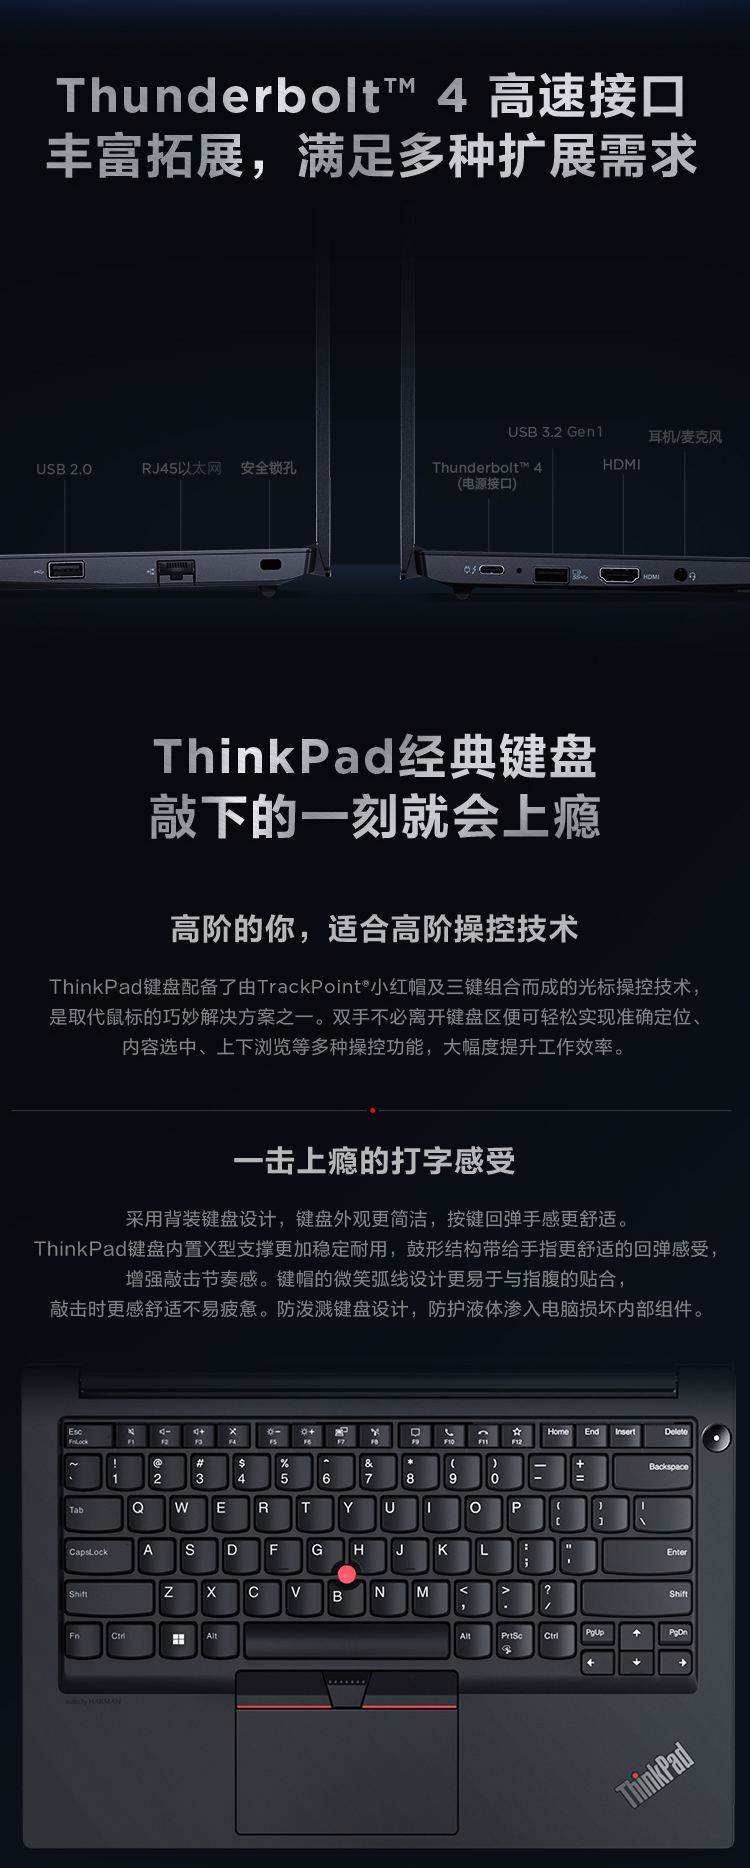 Thunderbolt™ 4 高速接口
丰富拓展，满足多种扩展需求
USB 2.0
RJ45以太网
安全锁孔
USB 3.2 Gen1
耳机/麦克风
Thunderbolt™ 4
(电源接口)
HDMI
HDMI
ThinkPad经典键盘
敲下的一刻就会上瘾
高阶的你，适合高阶操控技术
ThinkPad键盘配备了由TrackPoint®小红帽及三键组合而成的光标操控技术，
是取代鼠标的巧妙解决方案之一。双手不必离开键盘区便可轻松实现准确定位、
内容选中、上下浏览等多种操控功能，大幅度提升工作效率。
一击上瘾的打字感受
采用背装键盘设计，键盘外观更简洁，按键回弹手感更舒适。
ThinkPad键盘内置X型支撑更加稳定耐用，鼓形结构带给手指更舒适的回弹感受，
增强敲击节奏感。键帽的微笑弧线设计更易于与指腹的贴合，
敲击时更感舒适不易疲惫。防泼溅键盘设计，防护液体渗入电脑损坏内部组件。
Esc F1 F2 F3 F4 F5 F6 F7 F8 F9 F10 F11 F12 Home End Insert Delete
FnLock
~ ! @ # $ % ^ & * ( ) — + Backspace
` 1 2 3 4 5 6 7 8 9 0 - =
Tab Q W E R T Y U I O P { } |
[ ] \
CapsLock A S D F G H J K L : " Enter
; '
Shift Z X C V B N M < > ? Shift
, . /
Fn Ctrl Alt Alt PrtSc Ctrl PgUp ↑ PgDn
← ↓ →
audio by HARMAN
ThinkPad